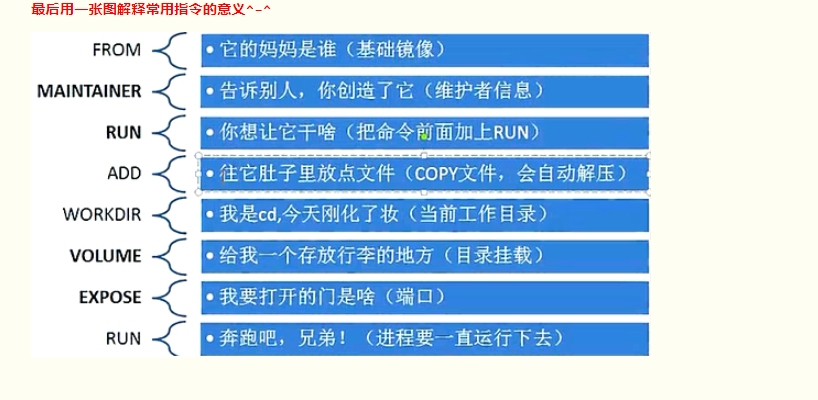 最后用一张图解释常用指令的意义^-^
FROM • 它的妈妈是谁（基础镜像）
MAINTAINER • 告诉别人，你创造了它（维护者信息）
RUN • 你想让它干啥（把命令前面加上RUN）
ADD • 往它肚子里放点文件（COPY文件，会自动解压）
WORKDIR • 我是cd,今天刚化了妆（当前工作目录）
VOLUME • 给我一个存放行李的地方（目录挂载）
EXPOSE • 我要打开的门是啥（端口）
RUN • 奔跑吧，兄弟！（进程要一直运行下去）